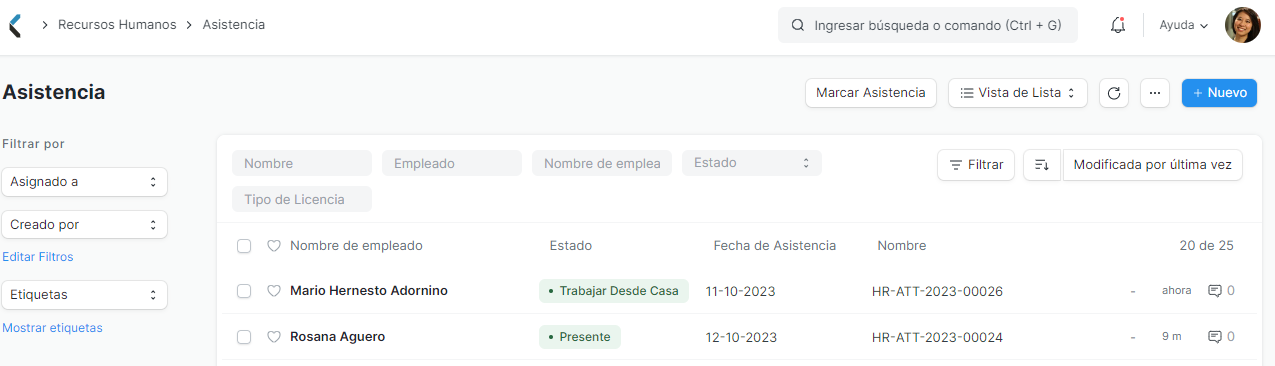 Recursos Humanos Asistencia Ingresar búsqueda o comando (Ctrl + G) Ayuda
Asistencia Marcar Asistencia Vista de Lista ... + Nuevo
Filtrar por
Asignado a
Creado por
Editar Filtros
Etiquetas
Mostrar etiquetas
Nombre Empleado Nombre de emplea Estado Filtrar Modificada por última vez
Tipo de Licencia
Nombre de empleado Estado Fecha de Asistencia Nombre 20 de 25
Mario Hernesto Adornino Trabajar Desde Casa 11-10-2023 HR-ATT-2023-00026 - ahora 0
Rosana Aguero Presente 12-10-2023 HR-ATT-2023-00024 - 9 m 0